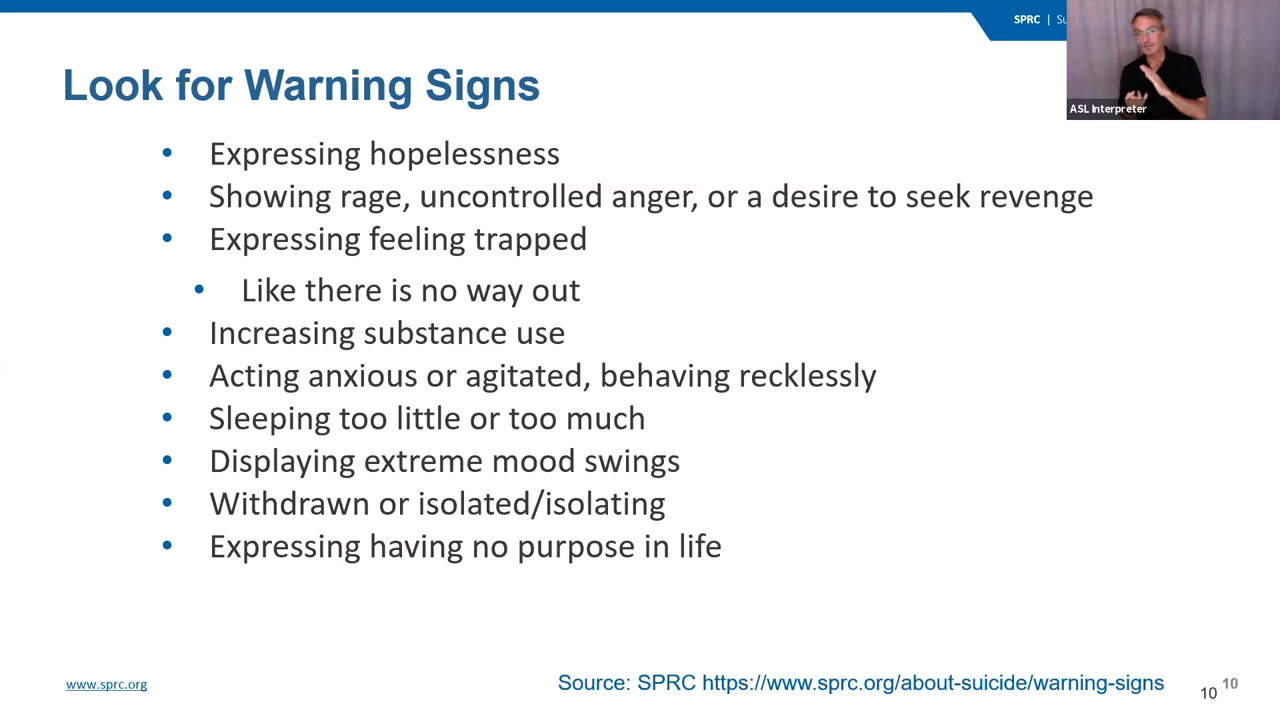 SPRC |
ASL Interpreter
Look for Warning Signs
• Expressing hopelessness
• Showing rage, uncontrolled anger, or a desire to seek revenge
• Expressing feeling trapped
• Like there is no way out
• Increasing substance use
• Acting anxious or agitated, behaving recklessly
• Sleeping too little or too much
• Displaying extreme mood swings
• Withdrawn or isolated/isolating
• Expressing having no purpose in life
www.sprc.org
Source: SPRC https://www.sprc.org/about-suicide/warning-signs
10 10